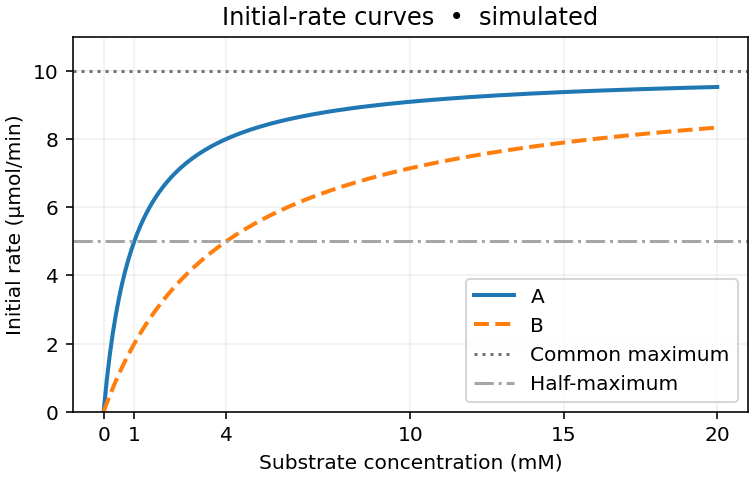 Initial-rate curves • simulated
Initial rate (μmol/min)
10
8
6
4
2
0
A
B
Common maximum
Half-maximum
0 1 4 10 15 20
Substrate concentration (mM)